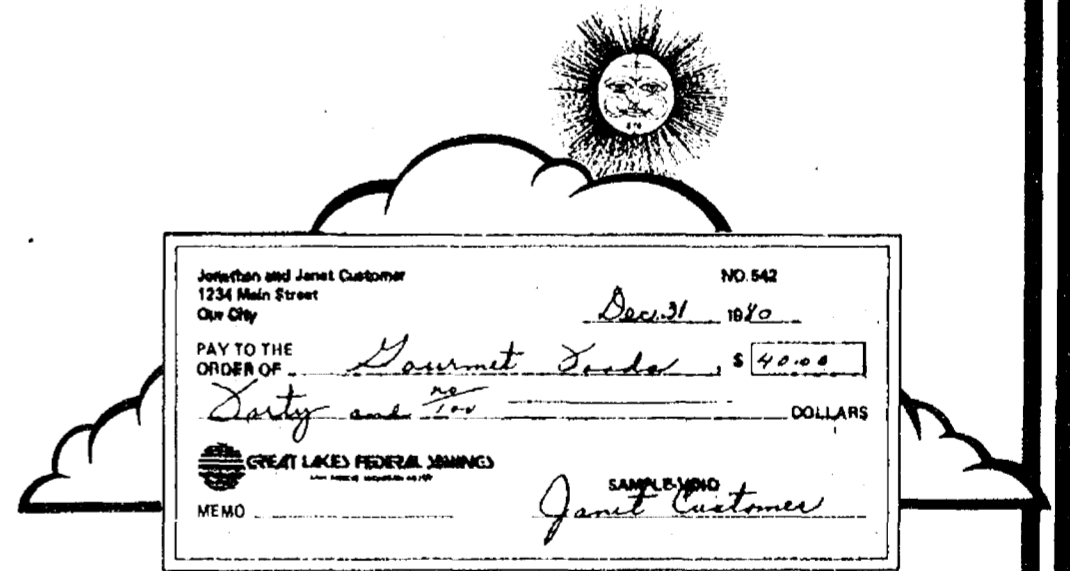 Jonathan and Janet Customer
NO. 542
1234 Main Street
Our City
Dec. 31 1980
PAY TO THE
ORDER OF Gourmet Foods $ 40.00
Forty and no/100 DOLLARS
GREAT LAKES FEDERAL SAVINGS
SAMPLE-VOID
MEMO
Janet Customer